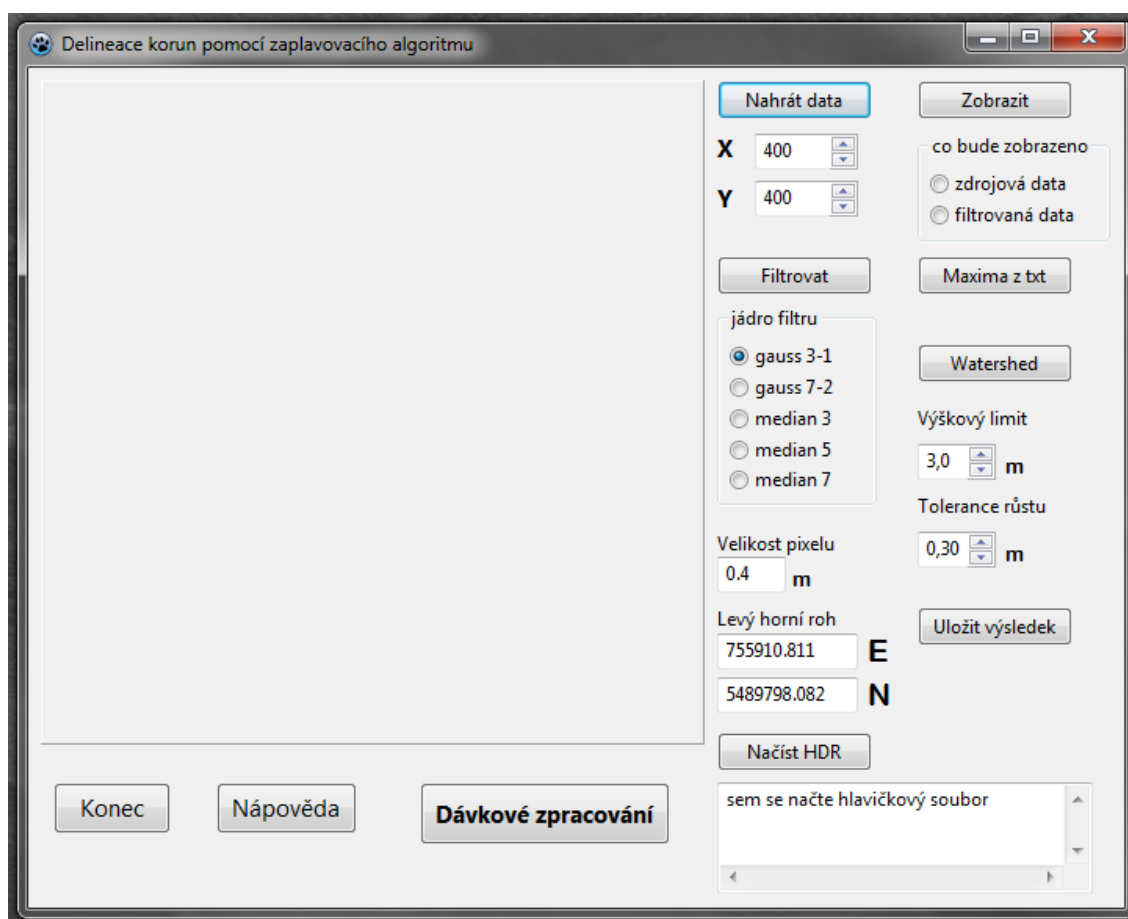 Delineace korun pomocí zaplavovacího algoritmu
Nahrát data
Zobrazit
X 400
Y 400
co bude zobrazeno
zdrojová data
filtrovaná data
Filtrovat
Maxima z txt
jádro filtru
gauss 3-1
gauss 7-2
median 3
median 5
median 7
Watershed
Výškový limit
3,0 m
Tolerance růstu
0,30 m
Velikost pixelu
0.4 m
Levý horní roh
755910.811 E
5489798.082 N
Uložit výsledek
Načíst HDR
sem se načte hlavičkový soubor
Konec
Nápověda
Dávkové zpracování